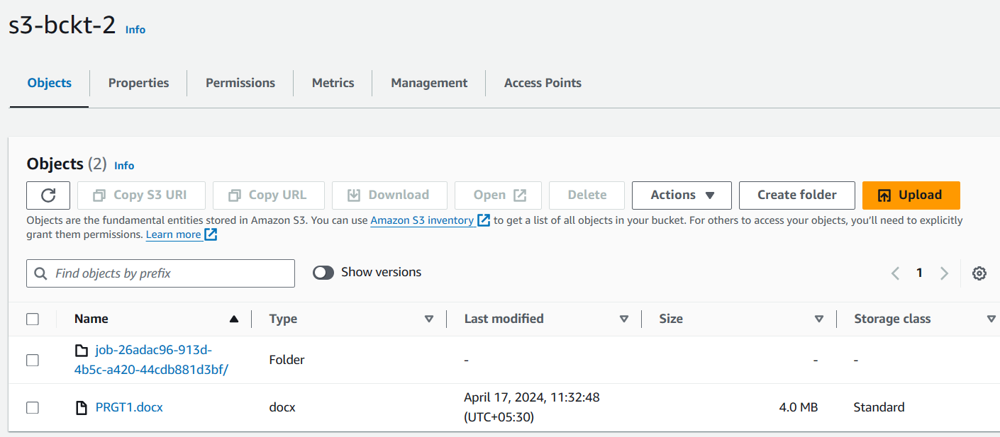 s3-bckt-2 Info
Objects Properties Permissions Metrics Management Access Points
Objects (2) Info
Copy S3 URI Copy URL Download Open Delete Actions Create folder Upload
Objects are the fundamental entities stored in Amazon S3. You can use Amazon S3 inventory to get a list of all objects in your bucket. For others to access your objects, you'll need to explicitly
grant them permissions. Learn more
Find objects by prefix Show versions 1
Name Type Last modified Size Storage class
job-26adac96-913d-
4b5c-a420-44cdb881d3bf/ Folder - - -
PRGT1.docx docx April 17, 2024, 11:32:48 4.0 MB Standard
(UTC+05:30)